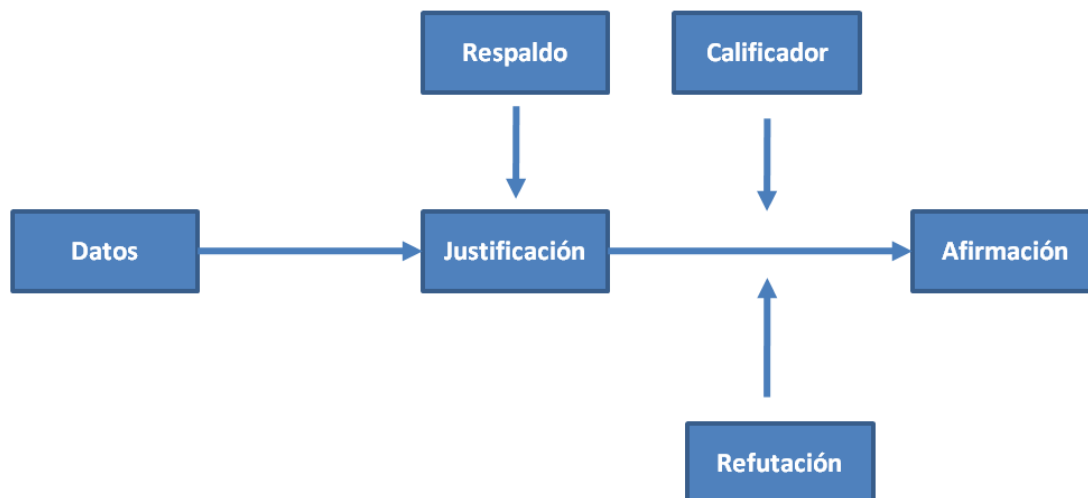 Respaldo
Calificador
Datos
Justificación
Afirmación
Refutación